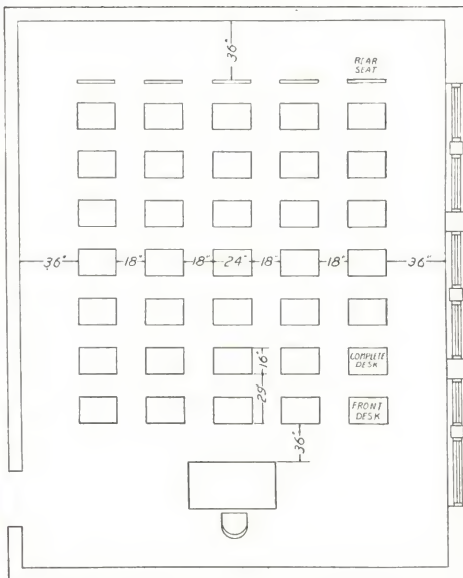 36"
REAR
SEAT
36" 18" 18" 24" 18" 18" 36"
16"
29"
COMPLETE
DESK
FRONT
DESK
36"